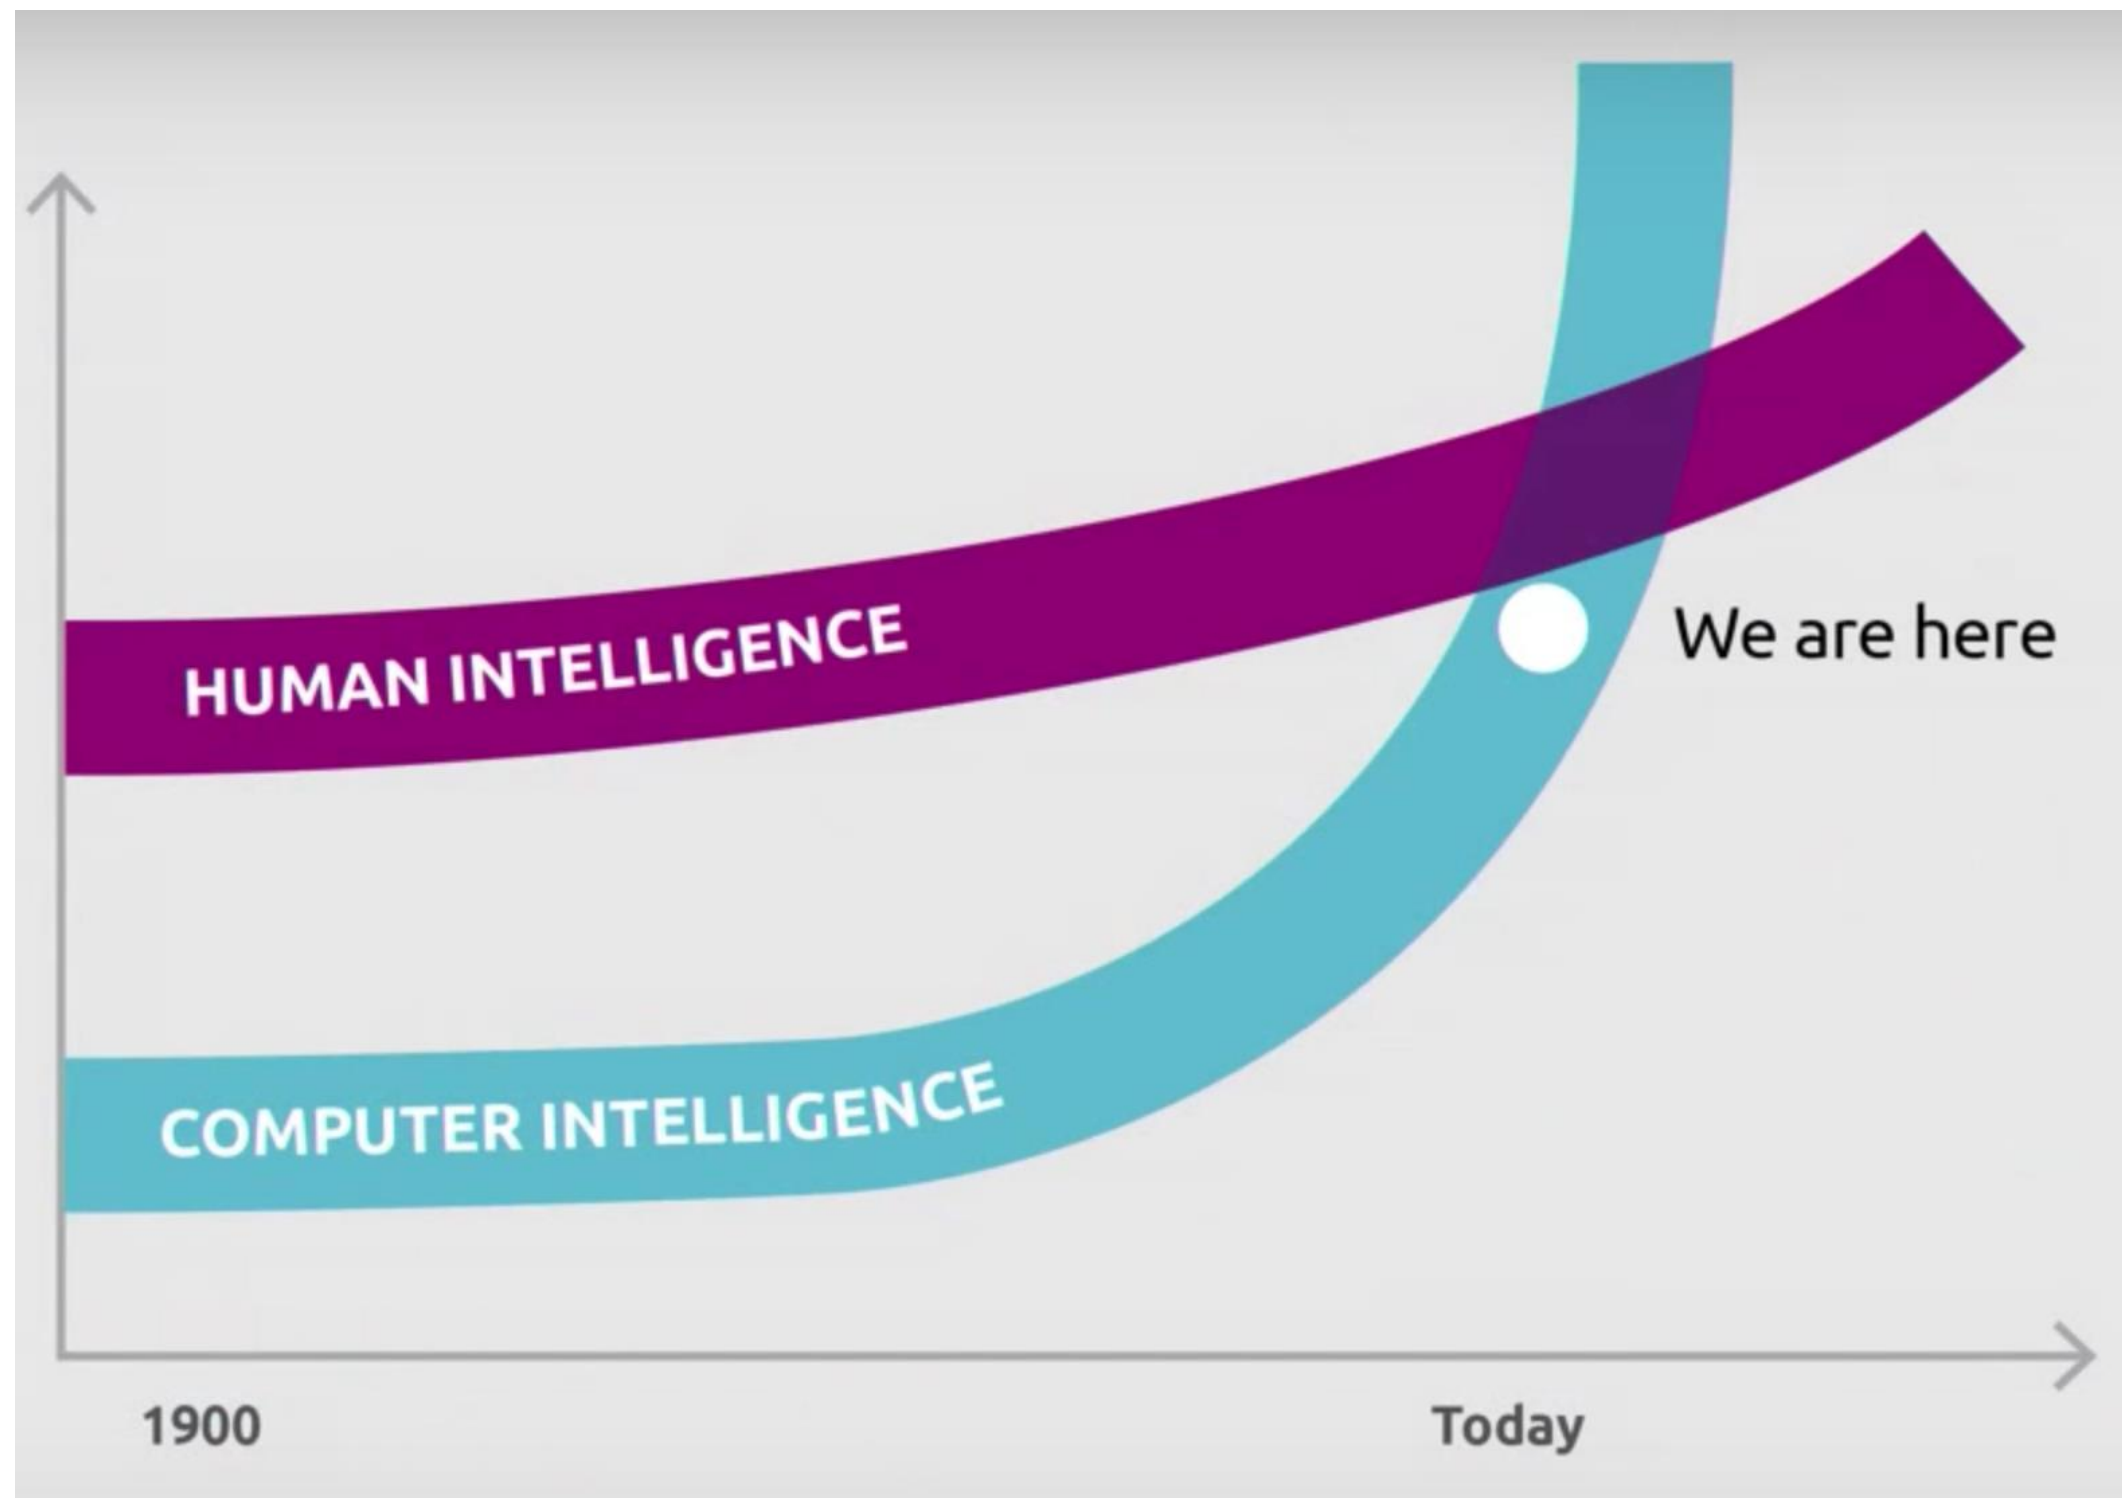 HUMAN INTELLIGENCE
We are here
COMPUTER INTELLIGENCE
1900
Today